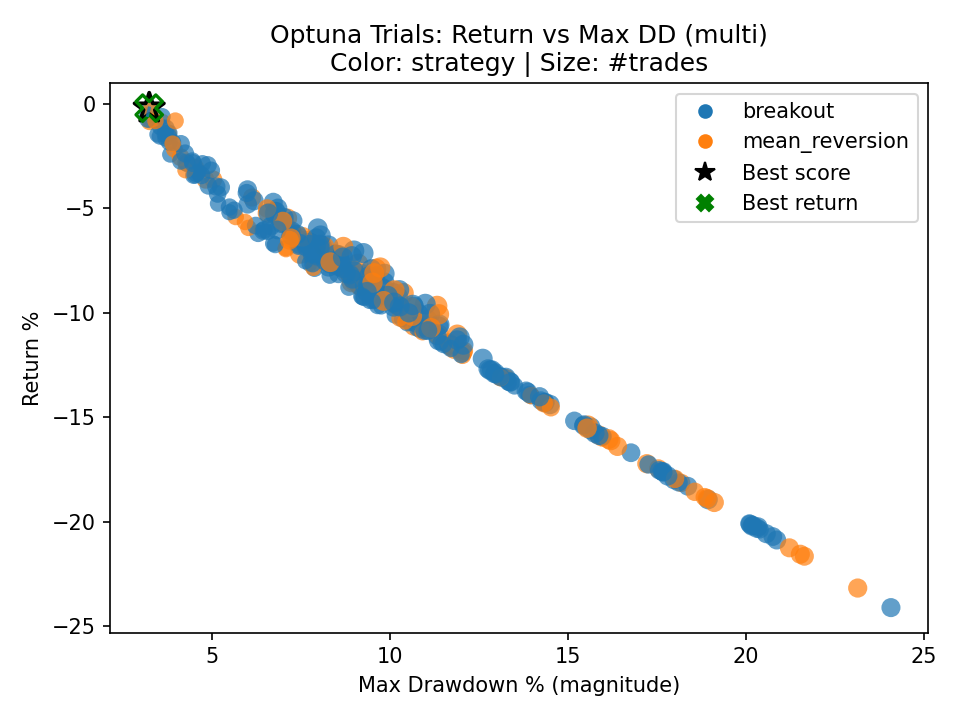 Optuna Trials: Return vs Max DD (multi)
Color: strategy | Size: #trades
breakout
mean_reversion
Best score
Best return
0
−5
−10
−15
−20
−25
Return %
5
10
15
20
25
Max Drawdown % (magnitude)